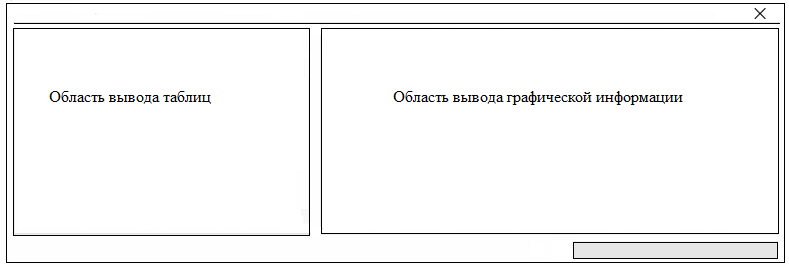 Область вывода таблиц
Область вывода графической информации